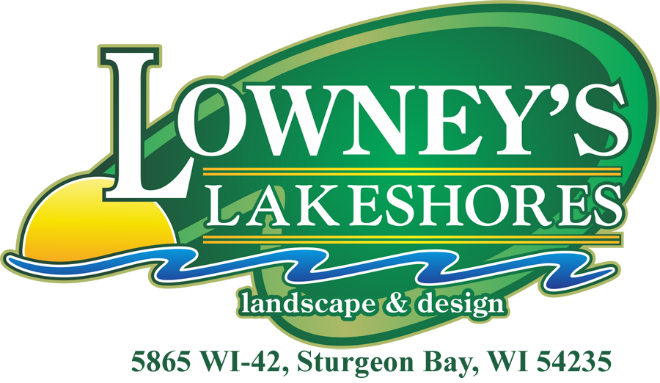 LOWNEY'S
LAKESHORES
landscape & design
5865 WI-42, Sturgeon Bay, WI 54235